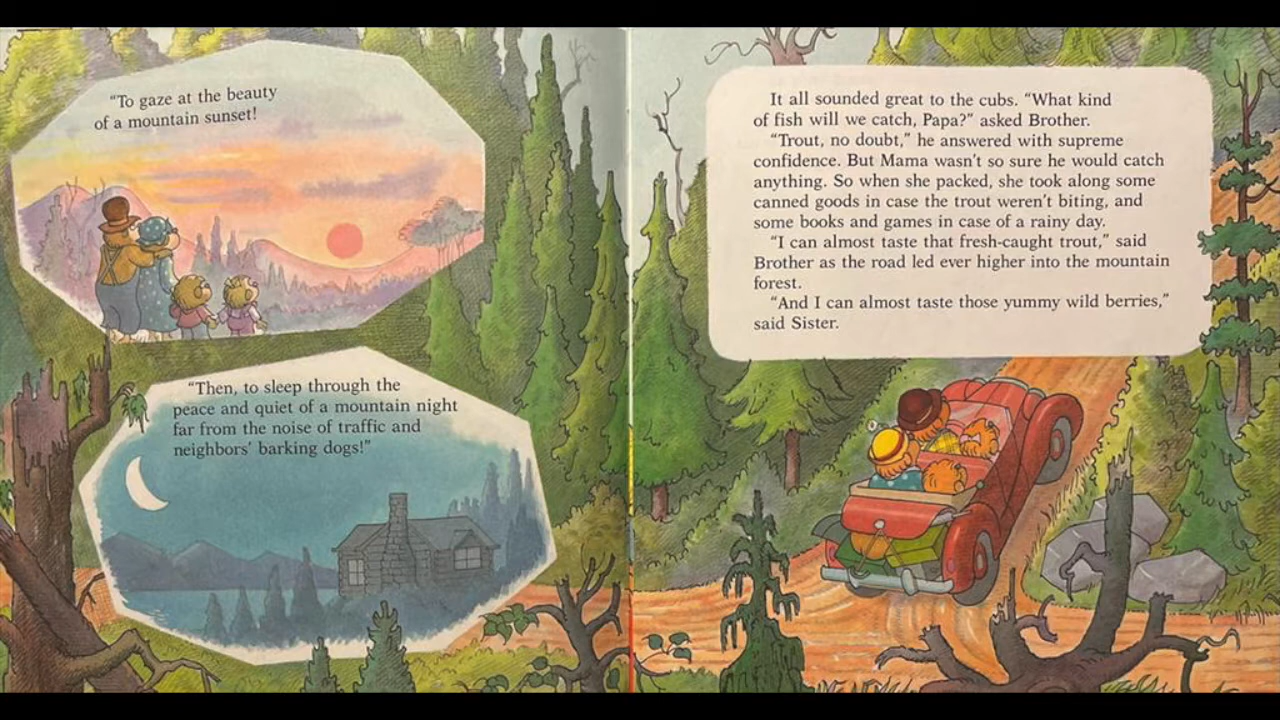 “To gaze at the beauty
of a mountain sunset!
“Then, to sleep through the
peace and quiet of a mountain night
far from the noise of traffic and
neighbors’ barking dogs!”
It all sounded great to the cubs. “What kind
of fish will we catch, Papa?” asked Brother.
“Trout, no doubt,” he answered with supreme
confidence. But Mama wasn’t so sure he would catch
anything. So when she packed, she took along some
canned goods in case the trout weren’t biting, and
some books and games in case of a rainy day.
“I can almost taste that fresh-caught trout,” said
Brother as the road led ever higher into the mountain
forest.
“And I can almost taste those yummy wild berries,”
said Sister.